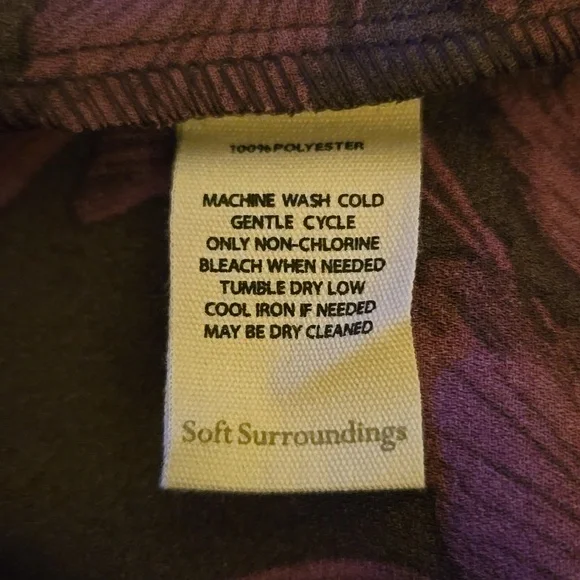 100% POLYESTER
MACHINE WASH COLD
GENTLE CYCLE
ONLY NON-CHLORINE
BLEACH WHEN NEEDED
TUMBLE DRY LOW
COOL IRON IF NEEDED
MAY BE DRY CLEANED
Soft Surroundings